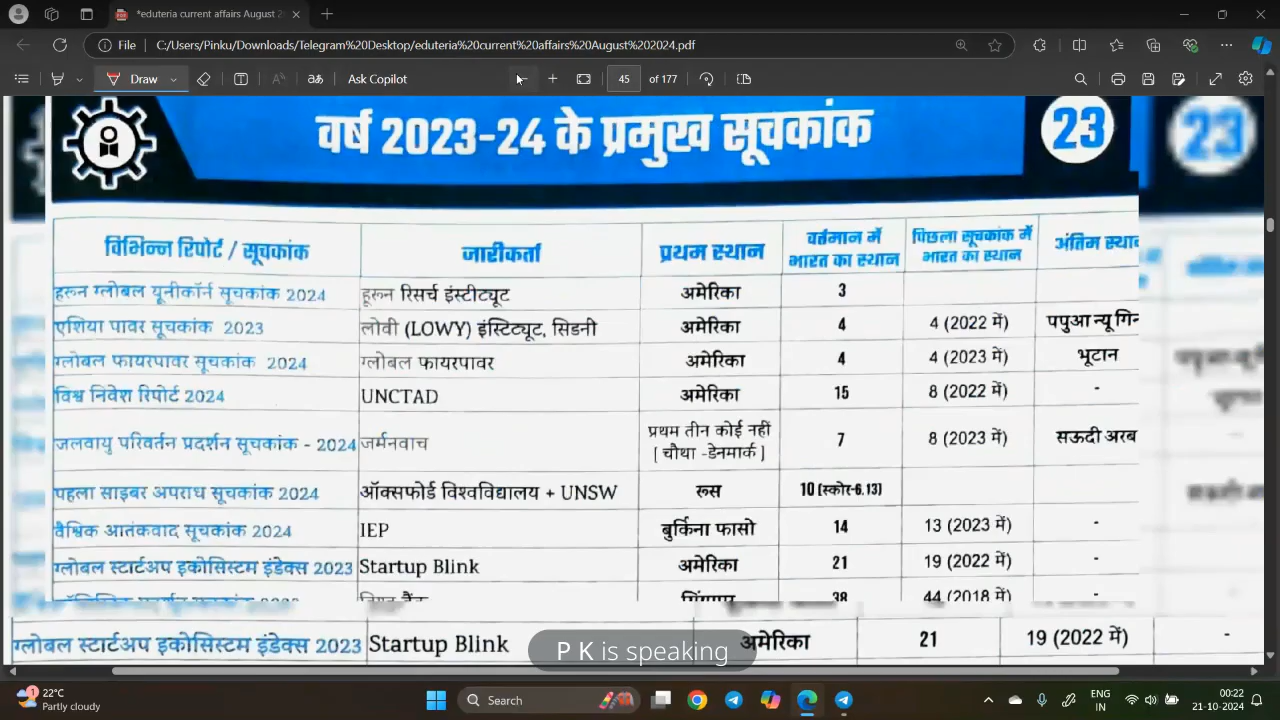 *eduteria current affairs August 2
File C:/Users/Pinku/Downloads/Telegram%20Desktop/eduteria%20current%20affairs%20August%202024.pdf
Draw Ask Copilot 45 of 177
वर्ष 2023-24 के प्रमुख सूचकांक 23 23
विभिन्न रिपोर्ट / सूचकांक जारीकर्ता प्रथम स्थान वर्तमान में भारत का स्थान पिछला सूचकांक में भारत का स्थान अंतिम स्था
हरून ग्लोबल यूनीकॉर्न सूचकांक 2024 हूरून रिसर्च इंस्टीट्यूट अमेरिका 3
एशिया पावर सूचकांक 2023 लोवी (LOWY) इंस्टिट्यूट, सिडनी अमेरिका 4 4 (2022 में) पपुआ न्यू गिन
ग्लोबल फायरपावर सूचकांक 2024 ग्लोबल फायरपावर अमेरिका 4 4 (2023 में) भूटान
विश्व निवेश रिपोर्ट 2024 UNCTAD अमेरिका 15 8 (2022 में) -
जलवायु परिवर्तन प्रदर्शन सूचकांक - 2024 जर्मनवाच प्रथम तीन कोई नहीं [ चौथा -डेनमार्क ] 7 8 (2023 में) सऊदी अरब
पहला साइबर अपराध सूचकांक 2024 ऑक्सफोर्ड विश्वविद्यालय + UNSW रूस 10 (स्कोर-6.13)
वैश्विक आतंकवाद सूचकांक 2024 IEP बुर्किना फासो 14 13 (2023 में) -
ग्लोबल स्टार्टअप इकोसिस्टम इंडेक्स 2023 Startup Blink अमेरिका 21 19 (2022 में) -
38 44 (2018 में)
ग्लोबल स्टार्टअप इकोसिस्टम इंडेक्स 2023 Startup Blink अमेरिका 21 19 (2022 में) -
P K is speaking
1 22°C Partly cloudy Search ENG IN 00:22 21-10-2024